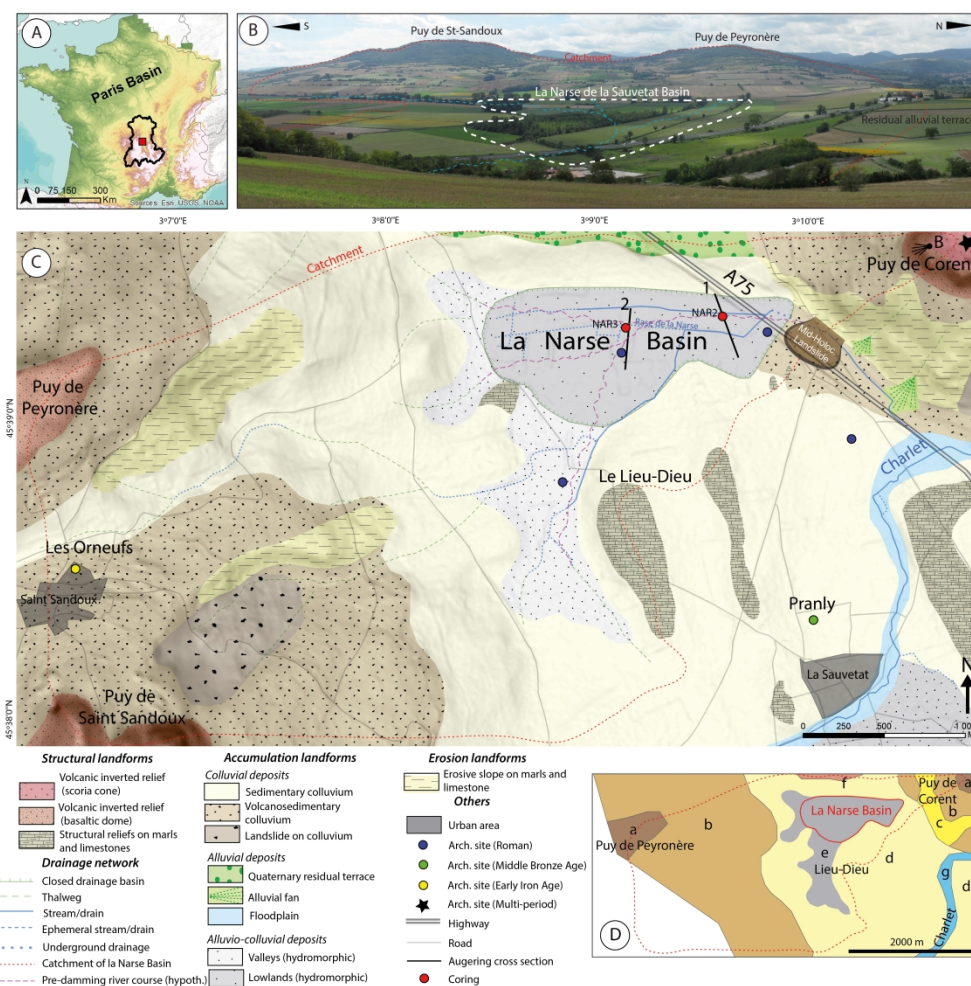 A
Paris Basin
N
0 75 150 300
Km
Sources: Esri, USGS, NOAA
B
S
N
Puy de St-Sandoux
Puy de Peyronère
Catchment
La Narse de la Sauvetat Basin
Residual alluvial terrace
3°7'0"E
3°8'0"E
3°9'0"E
3°10'0"E
C
Catchment
B
Puy de Corent
A75
1
2
NAR2
NAR3
Rase de la Narse
La Narse Basin
Mid-Holoc.
Landslide
Puy de
Peyronère
45°39'0"N
Charlet
Le Lieu-Dieu
Les Orneufs
Saint Sandoux
Pranly
La Sauvetat
Puy de
Saint Sandoux
45°38'0"N
N
0 250 500 1 000
M
Structural landforms
Volcanic inverted relief
(scoria cone)
Volcanic inverted relief
(basaltic dome)
Structural reliefs on marls
and limestones
Drainage network
Closed drainage basin
Thalweg
Stream/drain
Ephemeral stream/drain
Underground drainage
Catchment of la Narse Basin
Pre-damming river course (hypoth.)
Accumulation landforms
Colluvial deposits
Sedimentary colluvium
Volcanosedimentary
colluvium
Landslide on colluvium
Alluvial deposits
Quaternary residual terrace
Alluvial fan
Floodplain
Alluvio-colluvial deposits
Valleys (hydromorphic)
Lowlands (hydromorphic)
Erosion landforms
Erosive slope on marls and
limestone
Others
Urban area
Arch. site (Roman)
Arch. site (Middle Bronze Age)
Arch. site (Early Iron Age)
Arch. site (Multi-period)
Highway
Road
Augering cross section
Coring
f
Puy de
Corent
a
b
c
La Narse Basin
a
b
Puy de Peyronère
e
d
Lieu-Dieu
g
d
Charlet
D
2000 m